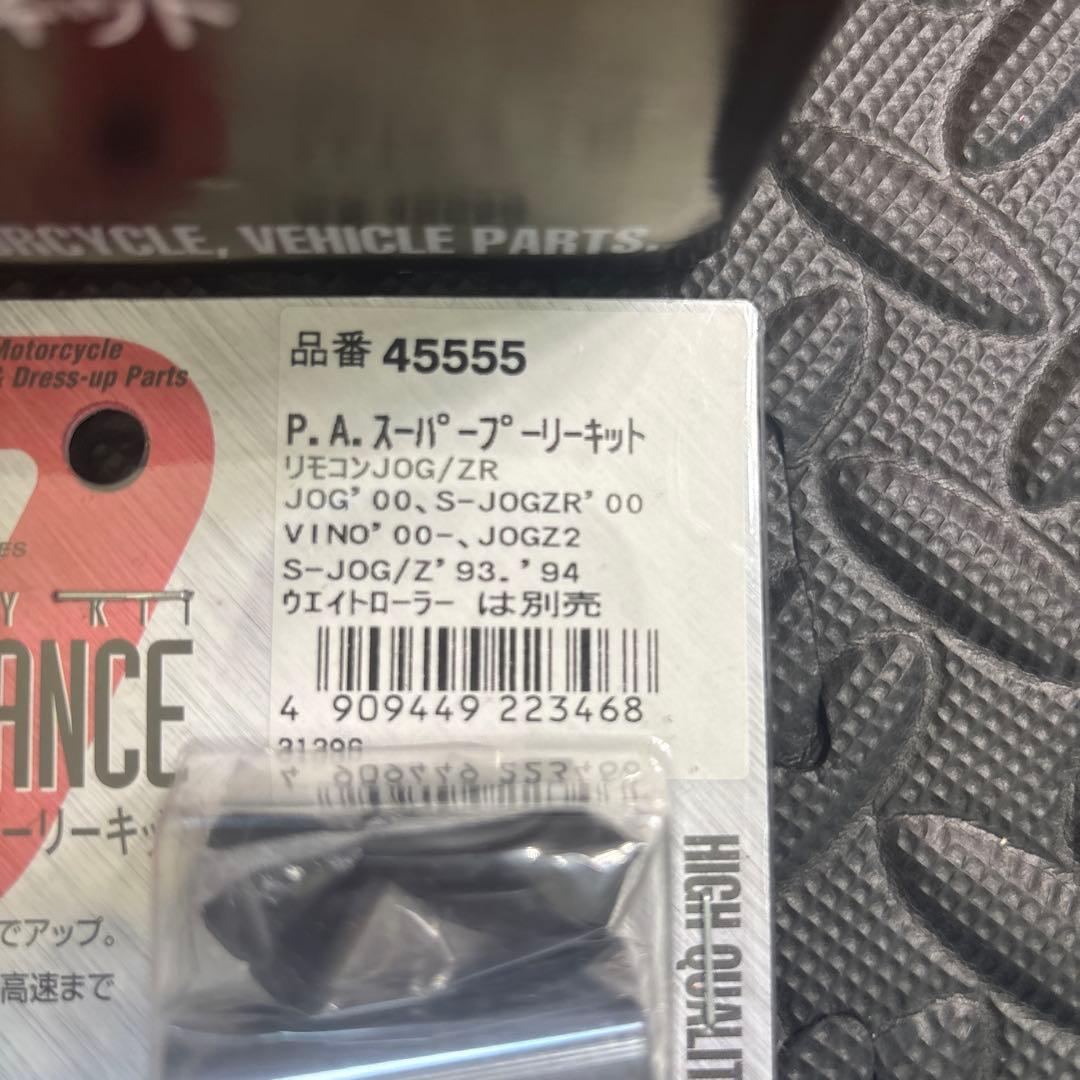 ORCYCLE, VEHICLE PARTS.
Motorcycle
& Dress-up Parts
品番 45555
P.A.スーパープーリーキット
リモコンJOG/ZR
JOG'00、S-JOGZR'00
VINO'00-、JOGZ2
S-JOG/Z'93.'94
ウエイトローラー は別売
4 909449 223468
31396
ES
Y KIT
ANCE
ーリーキッ
でアップ。
高速まで
HIGH QUALIT